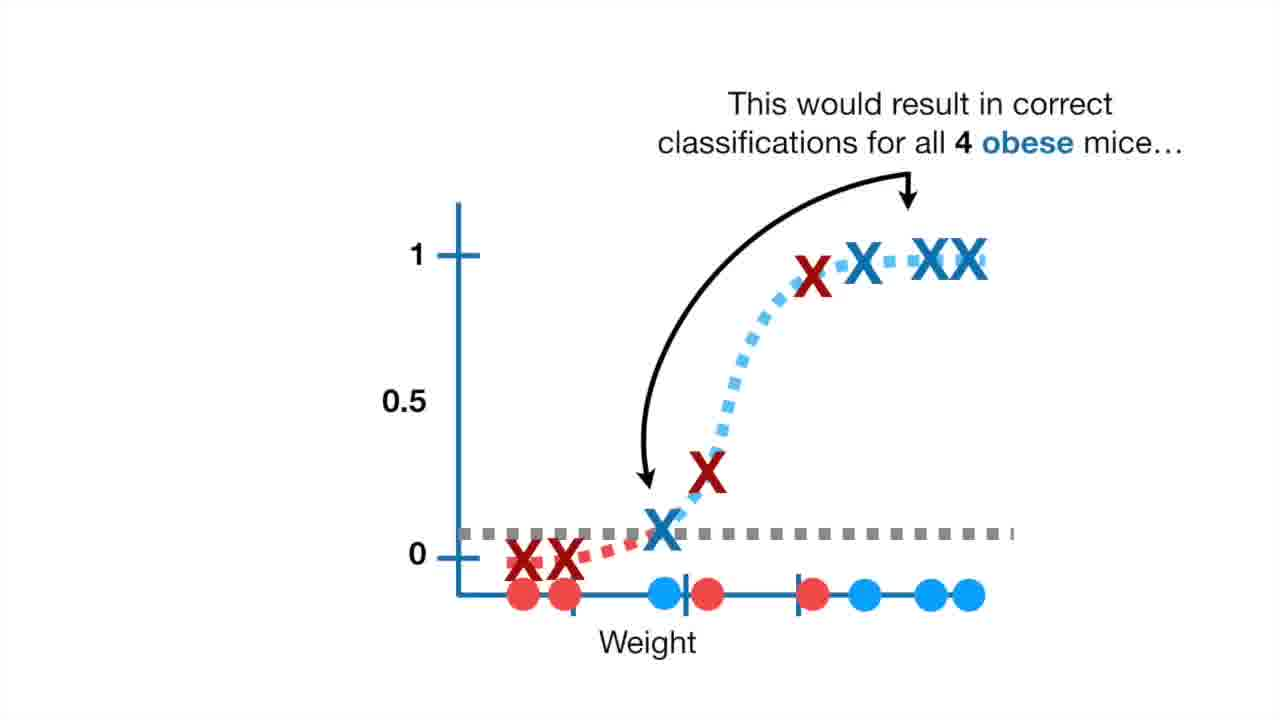 This would result in correct
classifications for all 4 obese mice…
1
X X X X
0.5
X
X
0
X X
Weight